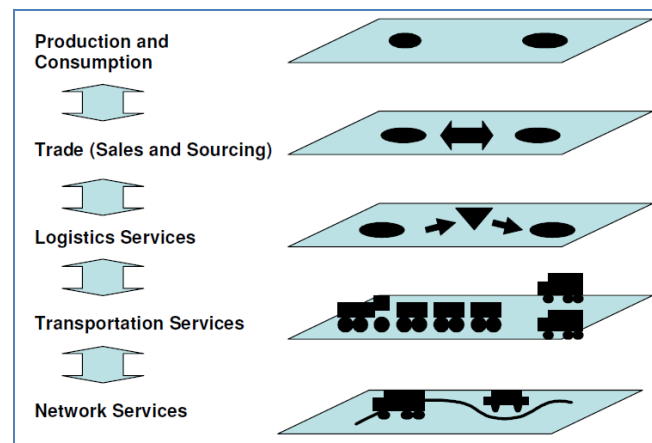 Production and
Consumption
Trade (Sales and Sourcing)
Logistics Services
Transportation Services
Network Services